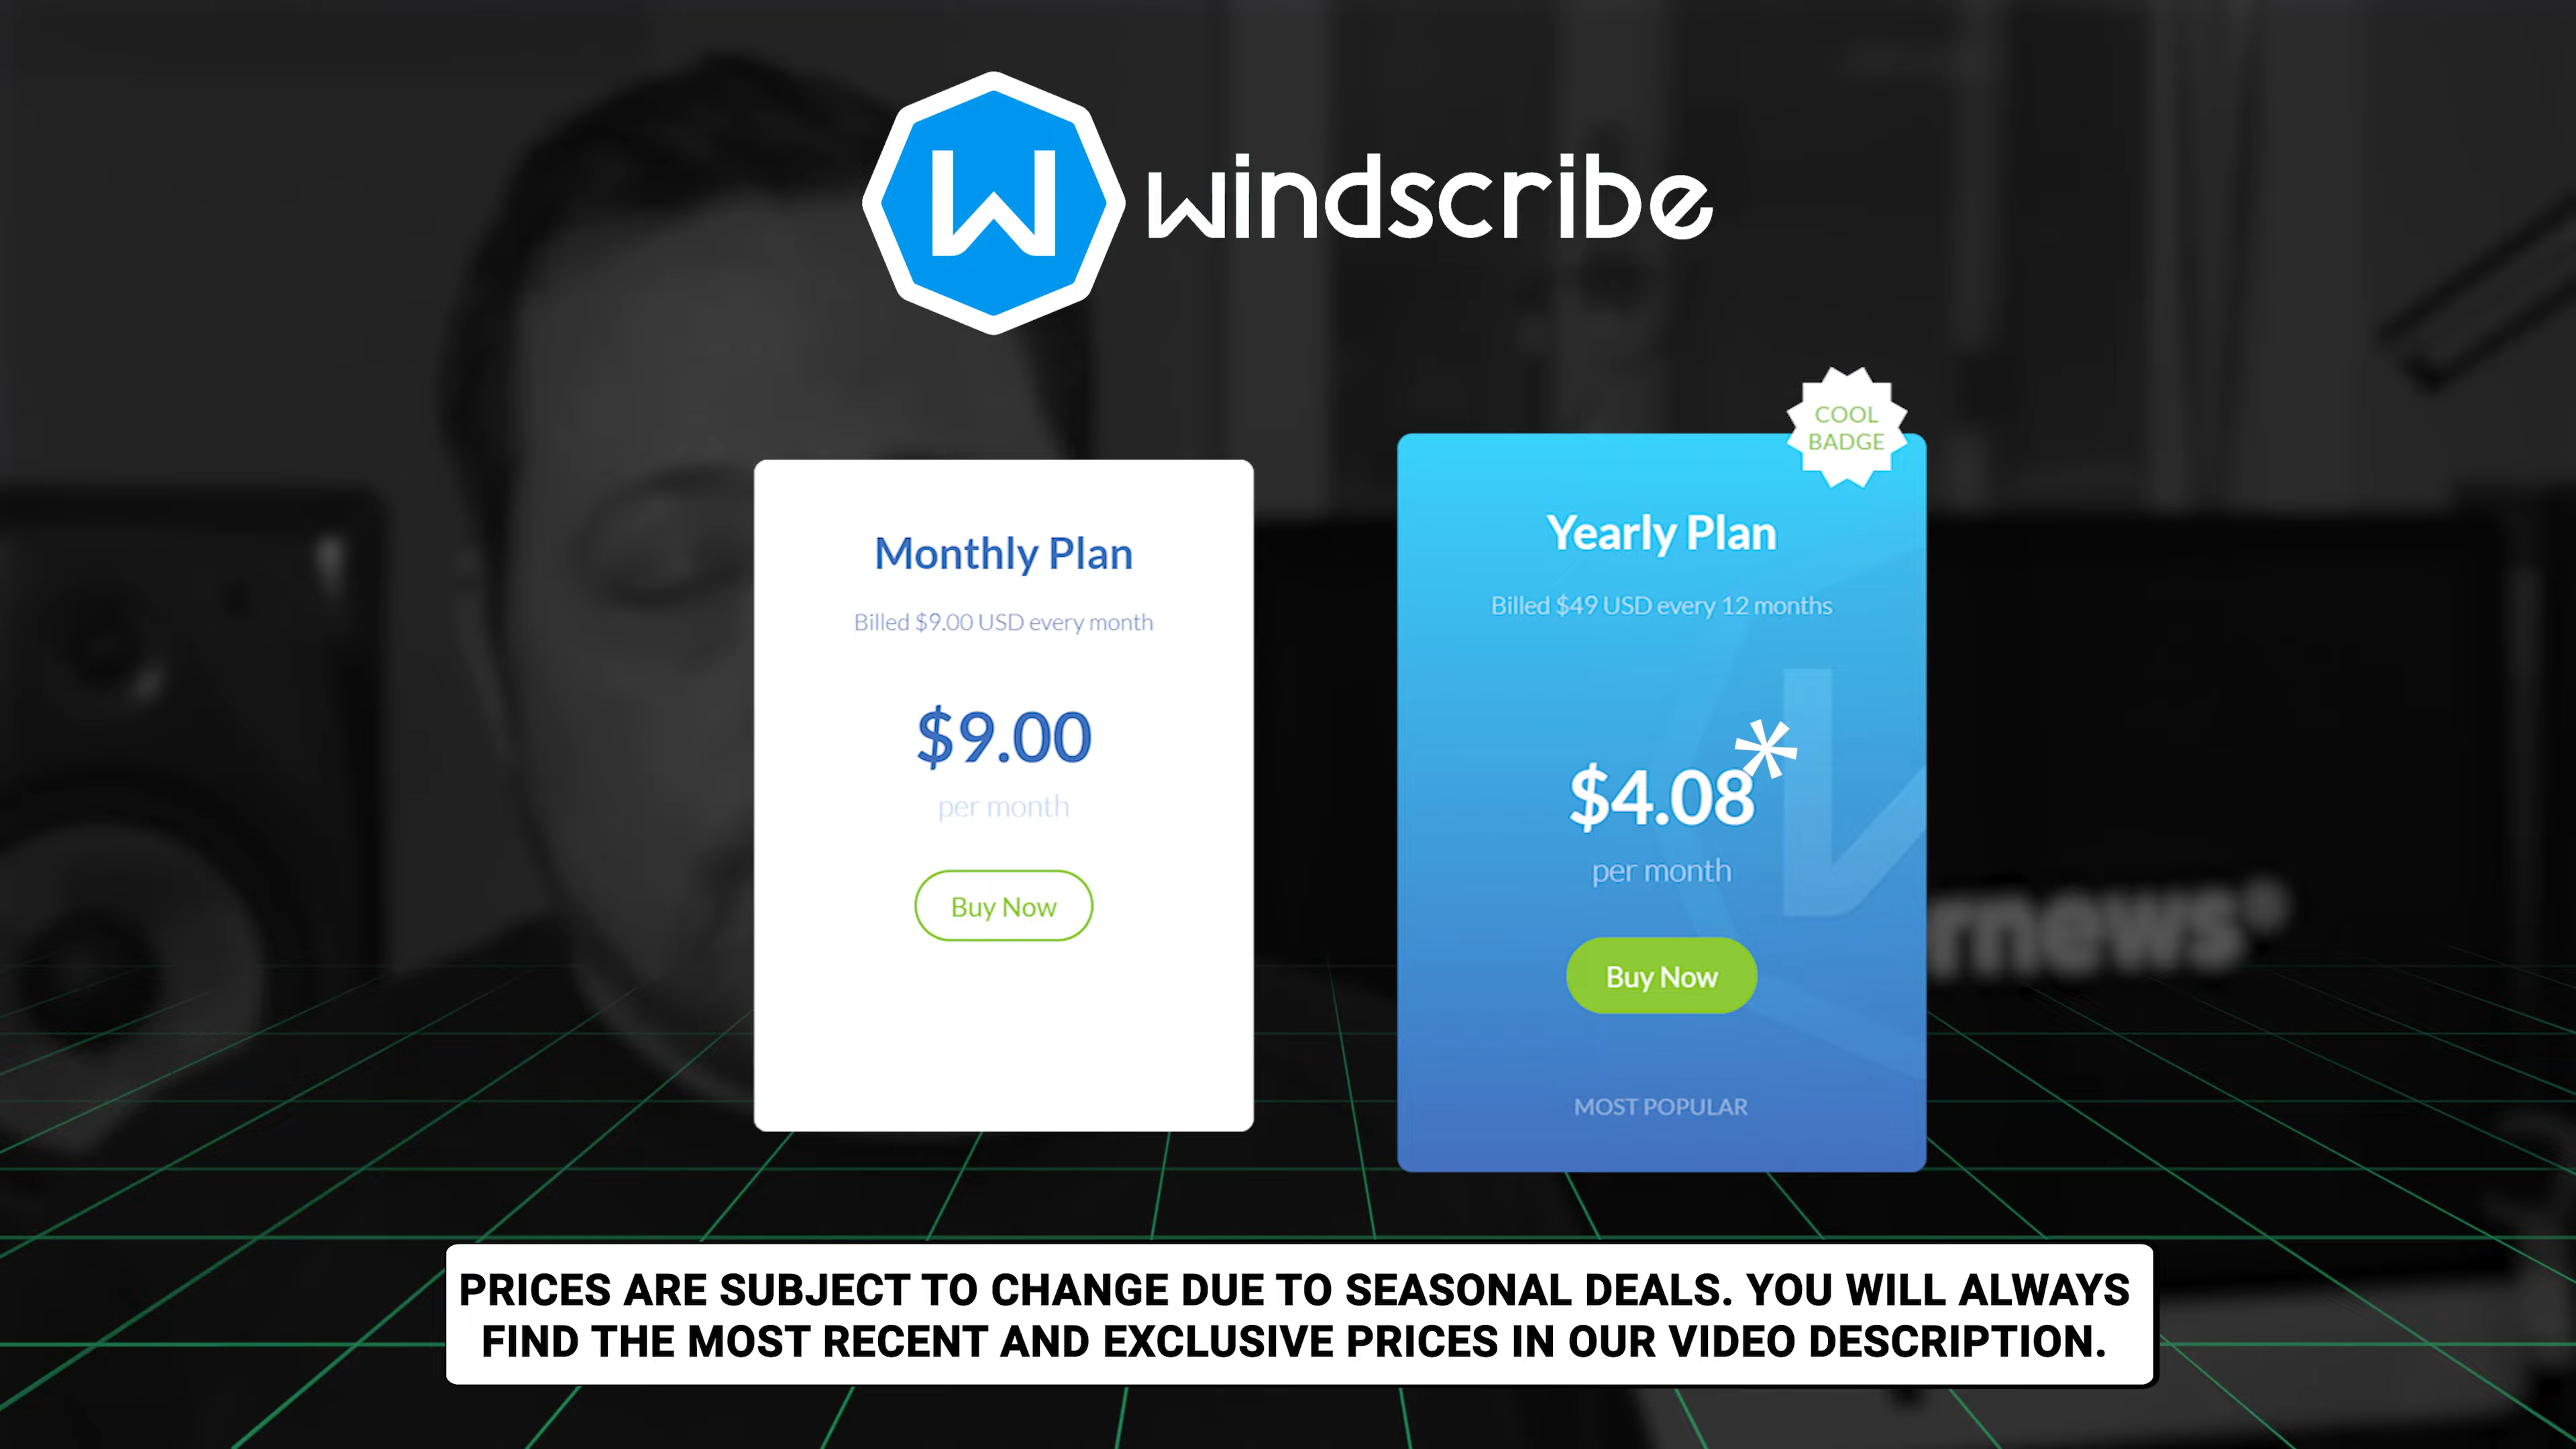 W windscribe
COOL
BADGE
Monthly Plan
Billed $9.00 USD every month
$9.00
per month
Buy Now
Yearly Plan
Billed $49 USD every 12 months
$4.08*
per month
Buy Now
MOST POPULAR
rnews®
PRICES ARE SUBJECT TO CHANGE DUE TO SEASONAL DEALS. YOU WILL ALWAYS
FIND THE MOST RECENT AND EXCLUSIVE PRICES IN OUR VIDEO DESCRIPTION.